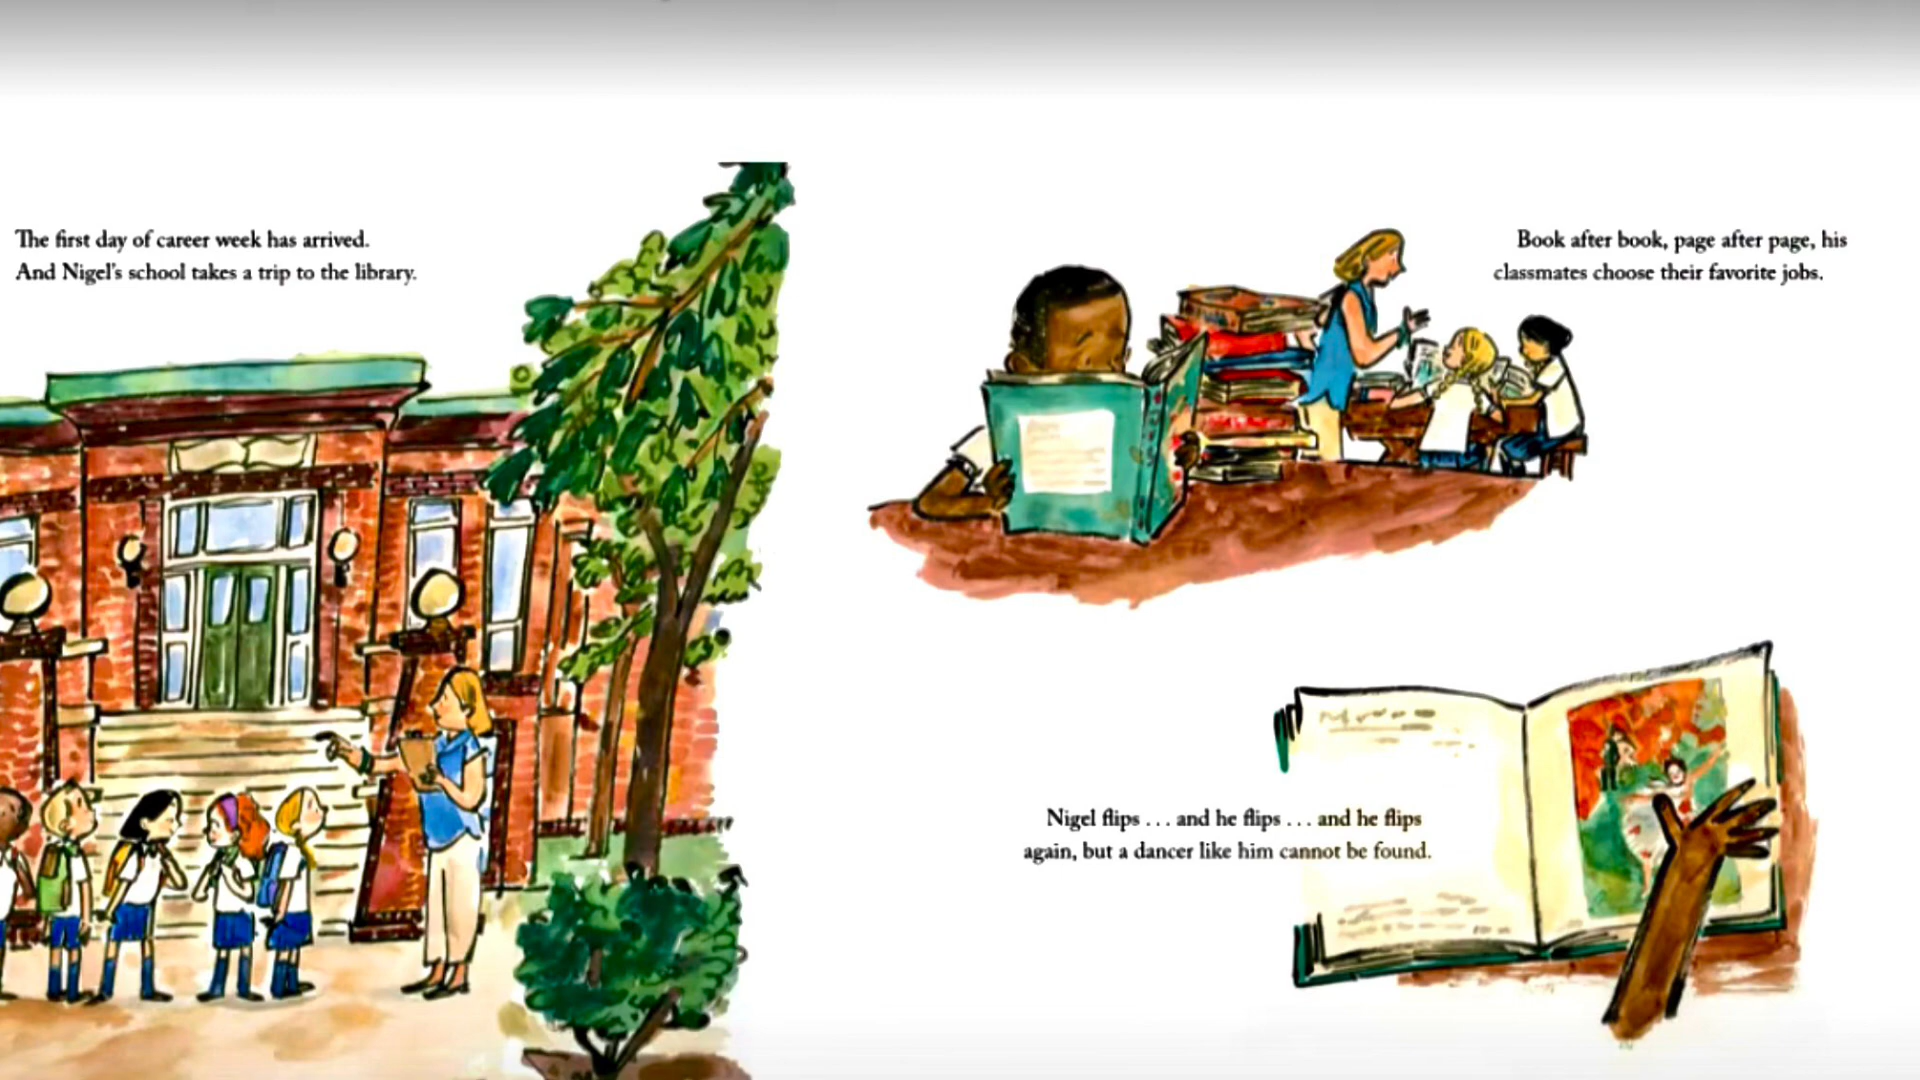 The first day of career week has arrived.
And Nigel's school takes a trip to the library.
Book after book, page after page, his
classmates choose their favorite jobs.
Nigel flips . . . and he flips . . . and he flips
again, but a dancer like him cannot be found.